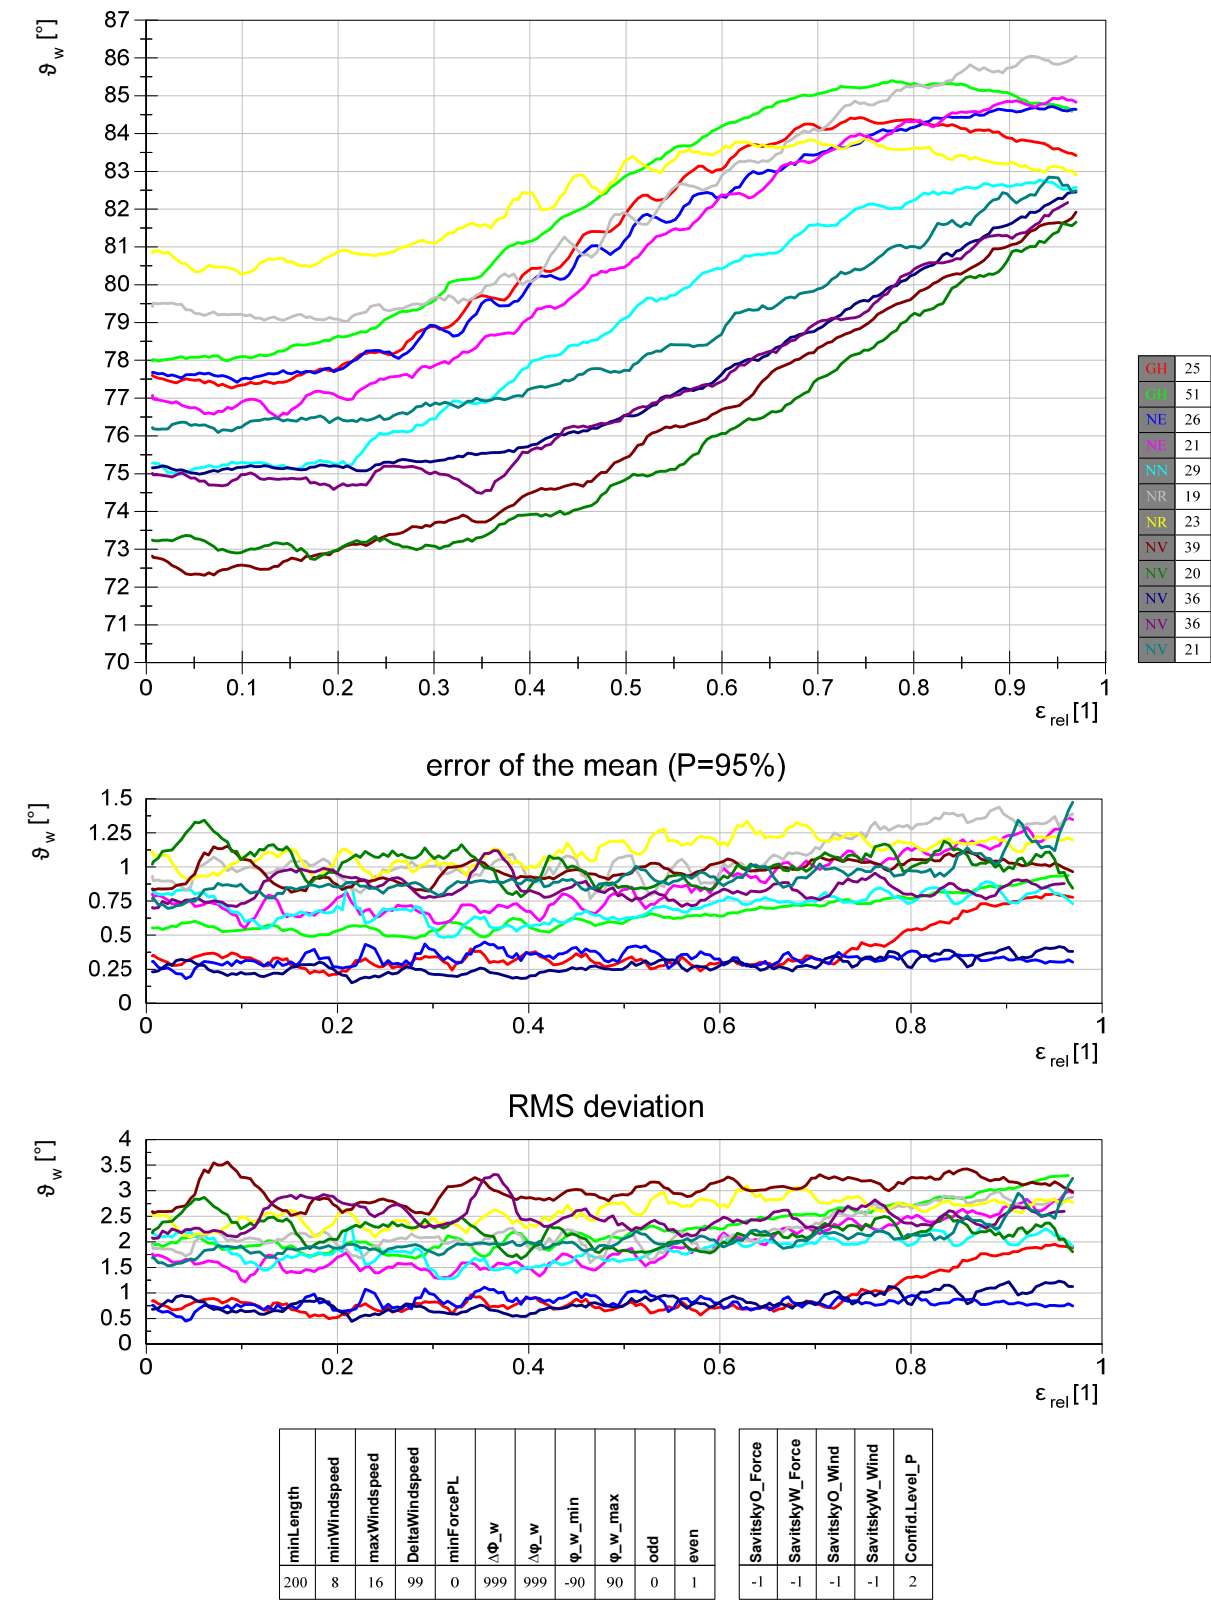 ϑ w [°]
87
86
85
84
83
82
81
80
79
78
77
76
75
74
73
72
71
70
0 0.1 0.2 0.3 0.4 0.5 0.6 0.7 0.8 0.9 1
ε rel [1]
GH 25
GH 51
NE 26
NE 21
NN 29
NR 19
NR 23
NV 39
NV 20
NV 36
NV 36
NV 21
error of the mean (P=95%)
ϑ w [°]
1.5
1.25
1
0.75
0.5
0.25
0
0 0.2 0.4 0.6 0.8 1
ε rel [1]
RMS deviation
ϑ w [°]
4
3.5
3
2.5
2
1.5
1
0.5
0
0 0.2 0.4 0.6 0.8 1
ε rel [1]
minLength minWindspeed maxWindspeed DeltaWindspeed minForcePL ΔΦ_w Δφ_w φ_w_min φ_w_max odd even
200 8 16 99 0 999 999 -90 90 0 1
SavitskyO_Force SavitskyW_Force SavitskyO_Wind SavitskyW_Wind Confid.Level_P
-1 -1 -1 -1 2